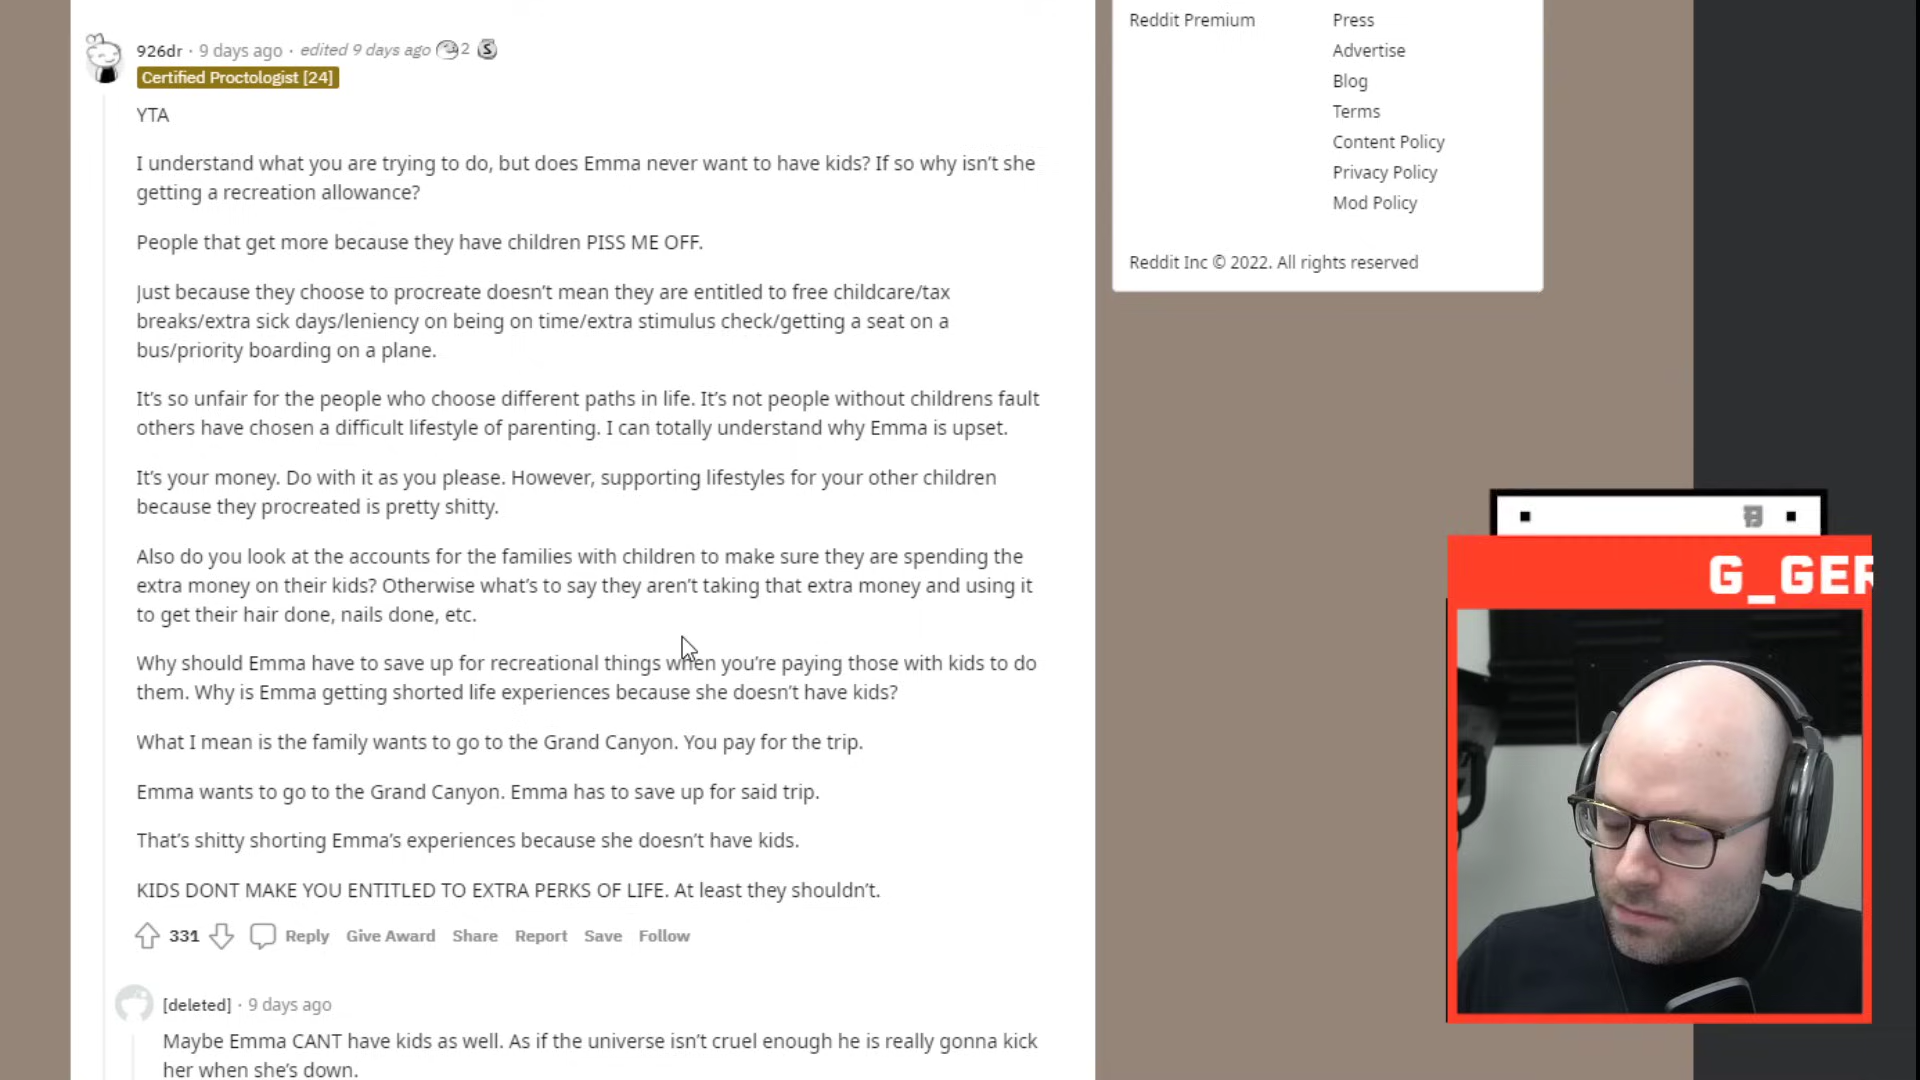 Reddit Premium
Press
Advertise
Blog
Terms
Content Policy
Privacy Policy
Mod Policy
Reddit Inc © 2022. All rights reserved
926dr · 9 days ago · edited 9 days ago 2 S
Certified Proctologist [24]
YTA
I understand what you are trying to do, but does Emma never want to have kids? If so why isn't she
getting a recreation allowance?
People that get more because they have children PISS ME OFF.
Just because they choose to procreate doesn't mean they are entitled to free childcare/tax
breaks/extra sick days/leniency on being on time/extra stimulus check/getting a seat on a
bus/priority boarding on a plane.
It's so unfair for the people who choose different paths in life. It's not people without childrens fault
others have chosen a difficult lifestyle of parenting. I can totally understand why Emma is upset.
It's your money. Do with it as you please. However, supporting lifestyles for your other children
because they procreated is pretty shitty.
Also do you look at the accounts for the families with children to make sure they are spending the
extra money on their kids? Otherwise what's to say they aren't taking that extra money and using it
to get their hair done, nails done, etc.
Why should Emma have to save up for recreational things when you're paying those with kids to do
them. Why is Emma getting shorted life experiences because she doesn't have kids?
What I mean is the family wants to go to the Grand Canyon. You pay for the trip.
Emma wants to go to the Grand Canyon. Emma has to save up for said trip.
That's shitty shorting Emma's experiences because she doesn't have kids.
KIDS DONT MAKE YOU ENTITLED TO EXTRA PERKS OF LIFE. At least they shouldn't.
331 Reply Give Award Share Report Save Follow
[deleted] · 9 days ago
Maybe Emma CANT have kids as well. As if the universe isn't cruel enough he is really gonna kick
her when she's down.
G_GER